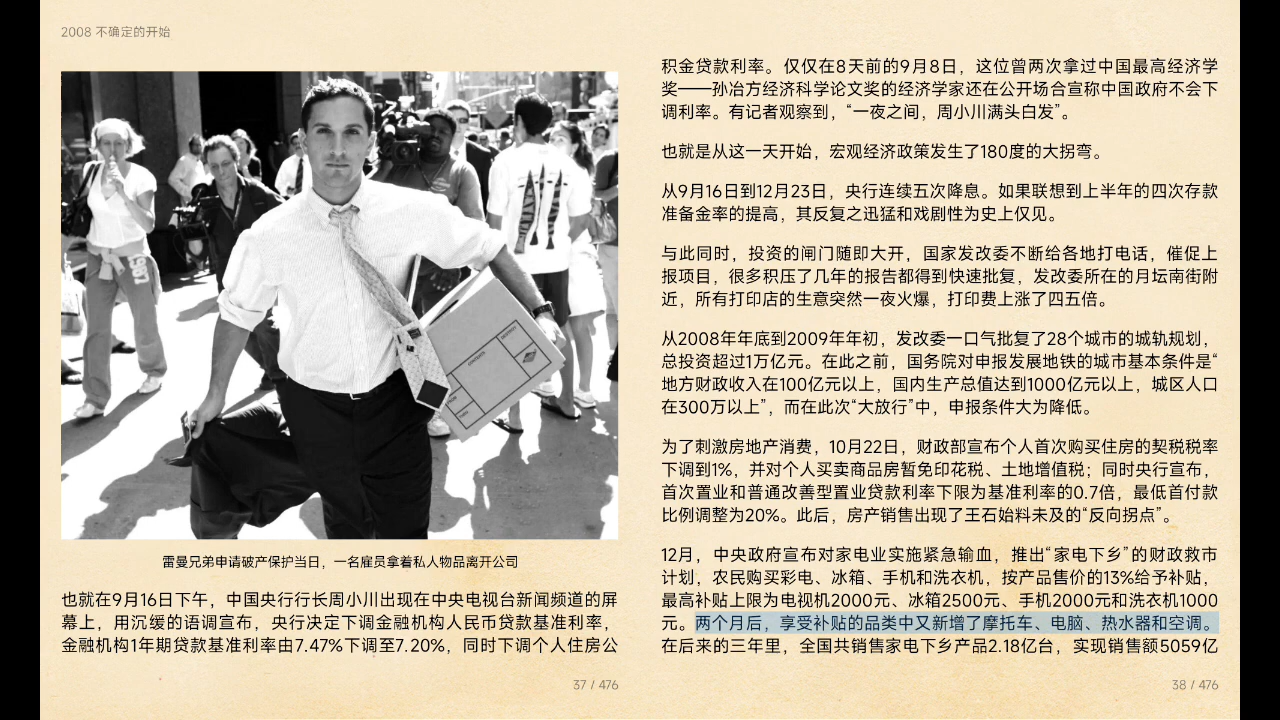 2008 不确定的开始
雷曼兄弟申请破产保护当日，一名雇员拿着私人物品离开公司
也就在9月16日下午，中国央行行长周小川出现在中央电视台新闻频道的屏
幕上，用沉缓的语调宣布，央行决定下调金融机构人民币贷款基准利率，
金融机构1年期贷款基准利率由7.47%下调至7.20%，同时下调个人住房公
37 / 476
积金贷款利率。仅仅在8天前的9月8日，这位曾两次拿过中国最高经济学
奖——孙冶方经济科学论文奖的经济学家还在公开场合宣称中国政府不会下
调利率。有记者观察到，“一夜之间，周小川满头白发”。
也就是从这一天开始，宏观经济政策发生了180度的大拐弯。
从9月16日到12月23日，央行连续五次降息。如果联想到上半年的四次存款
准备金率的提高，其反复之迅猛和戏剧性为史上仅见。
与此同时，投资的闸门随即大开，国家发改委不断给各地打电话，催促上
报项目，很多积压了几年的报告都得到快速批复，发改委所在的月坛南街附
近，所有打印店的生意突然一夜火爆，打印费上涨了四五倍。
从2008年年底到2009年年初，发改委一口气批复了28个城市的城轨规划，
总投资超过1万亿元。在此之前，国务院对申报发展地铁的城市基本条件是“
地方财政收入在100亿元以上，国内生产总值达到1000亿元以上，城区人口
在300万以上”，而在此次“大放行”中，申报条件大为降低。
为了刺激房地产消费，10月22日，财政部宣布个人首次购买住房的契税税率
下调到1%，并对个人买卖商品房暂免印花税、土地增值税；同时央行宣布，
首次置业和普通改善型置业贷款利率下限为基准利率的0.7倍，最低首付款
比例调整为20%。此后，房产销售出现了王石始料未及的“反向拐点”。
12月，中央政府宣布对家电业实施紧急输血，推出“家电下乡”的财政救市
计划，农民购买彩电、冰箱、手机和洗衣机，按产品售价的13%给予补贴，
最高补贴上限为电视机2000元、冰箱2500元、手机2000元和洗衣机1000
元。两个月后，享受补贴的品类中又新增了摩托车、电脑、热水器和空调。
在后来的三年里，全国共销售家电下乡产品2.18亿台，实现销售额5059亿
38 / 476